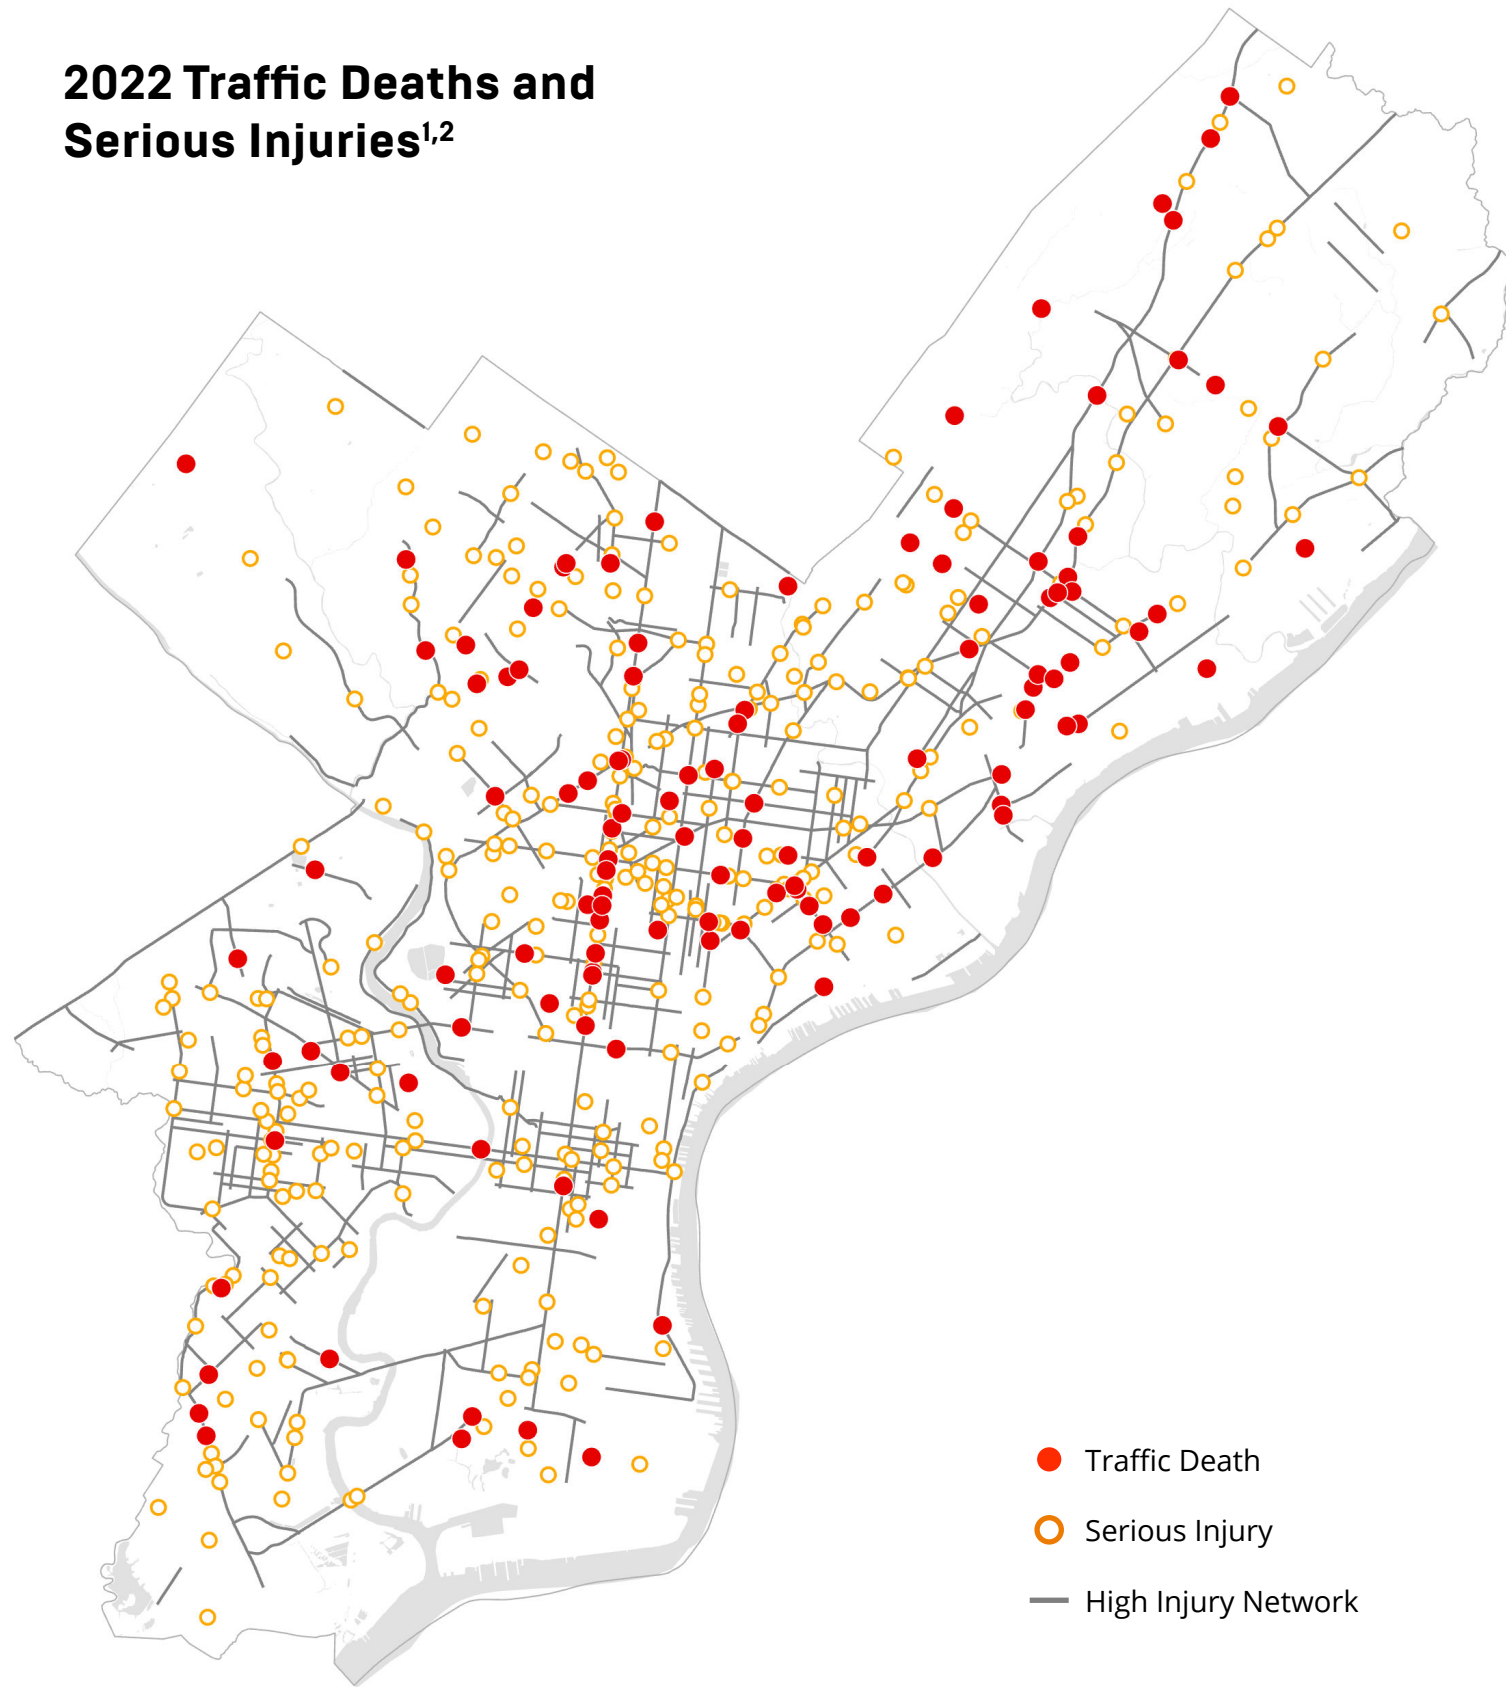 2022 Traffic Deaths and
Serious Injuries1,2
Traffic Death
Serious Injury
High Injury Network